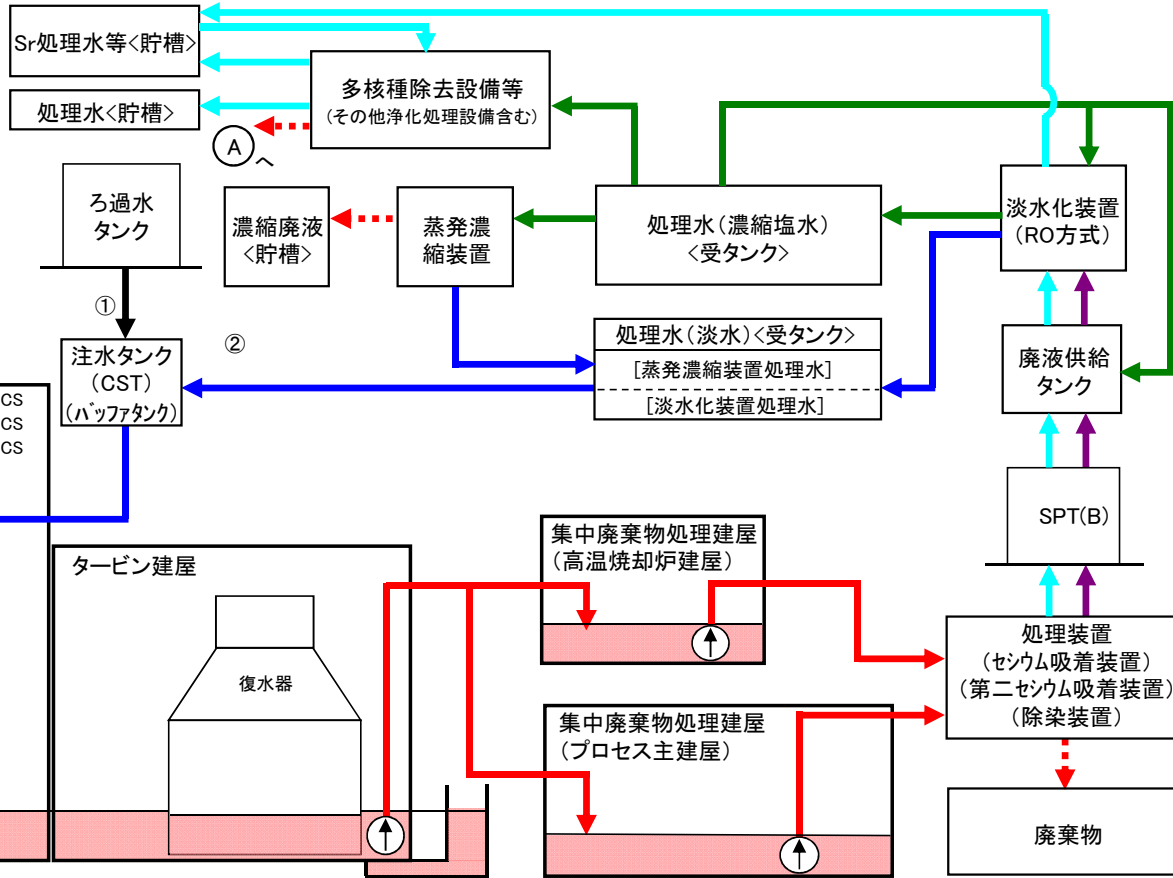 Sr処理水等<貯槽>
処理水<貯槽>
多核種除去設備等
(その他浄化処理設備含む)
A
へ
ろ過水
タンク
濃縮廃液
<貯槽>
蒸発濃
縮装置
処理水(濃縮塩水)
<受タンク>
淡水化装置
(RO方式)
①
②
注水タンク
(CST)
(バッファタンク)
処理水(淡水)<受タンク>
[蒸発濃縮装置処理水]
[淡水化装置処理水]
廃液供給
タンク
CS
CS
CS
SPT(B)
タービン建屋
復水器
集中廃棄物処理建屋
(高温焼却炉建屋)
集中廃棄物処理建屋
(プロセス主建屋)
処理装置
(セシウム吸着装置)
(第二セシウム吸着装置)
(除染装置)
廃棄物